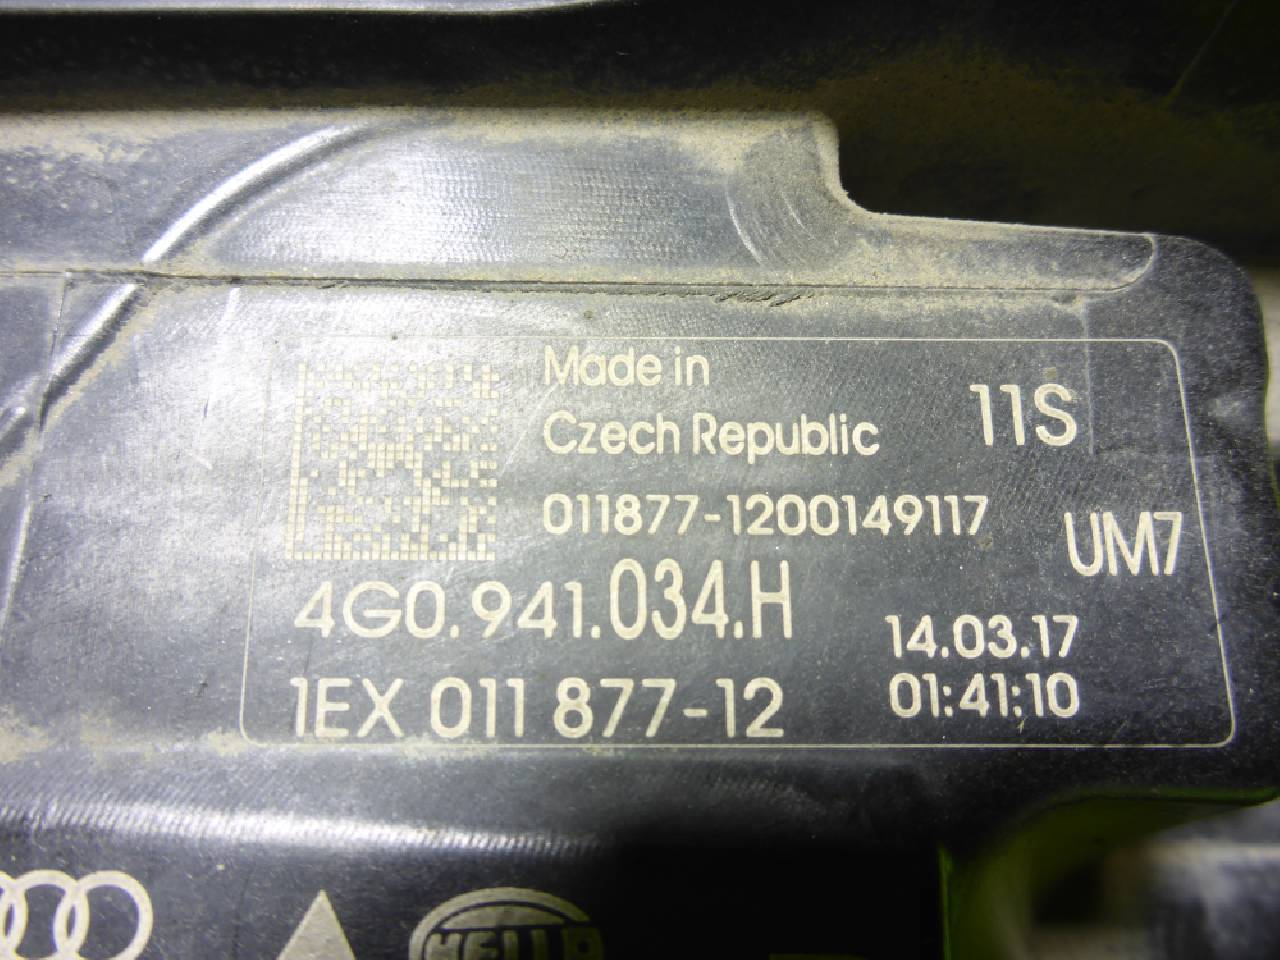 Made in
Czech Republic
11S
011877-1200149117
UM7
4G0.941.034.H
14.03.17
1EX 011 877-12
01:41:10
HELLA